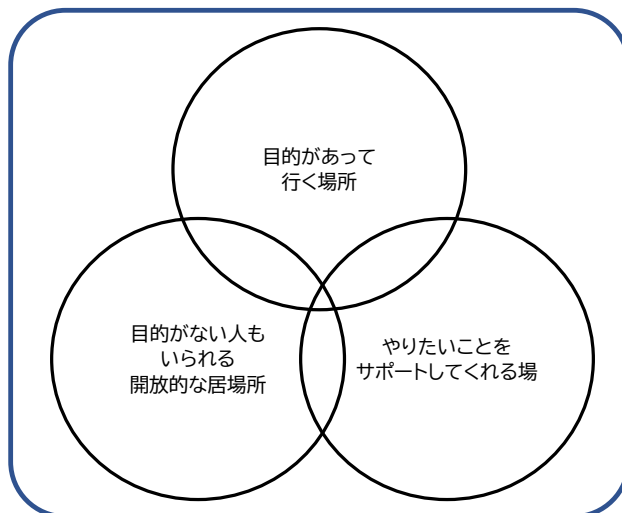 目的があって
行く場所
目的がない人も
いられる
開放的な居場所
やりたいことを
サポートしてくれる場